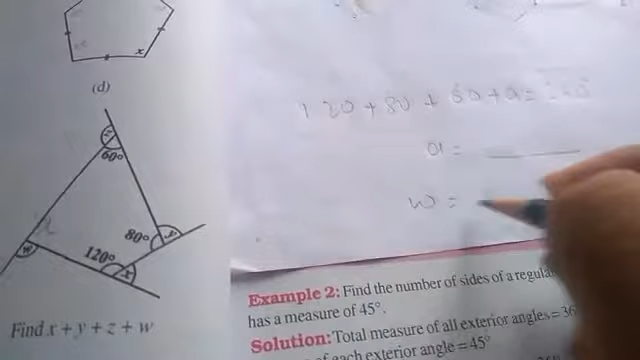 (d)
60°
80°
120°
x
Find x + y + z + w
120 + 80 + 60 + a =
a =
w =
Example 2: Find the number of sides of a regula
has a measure of 45°.
Solution: Total measure of all exterior angles = 36
of each exterior angle = 45°